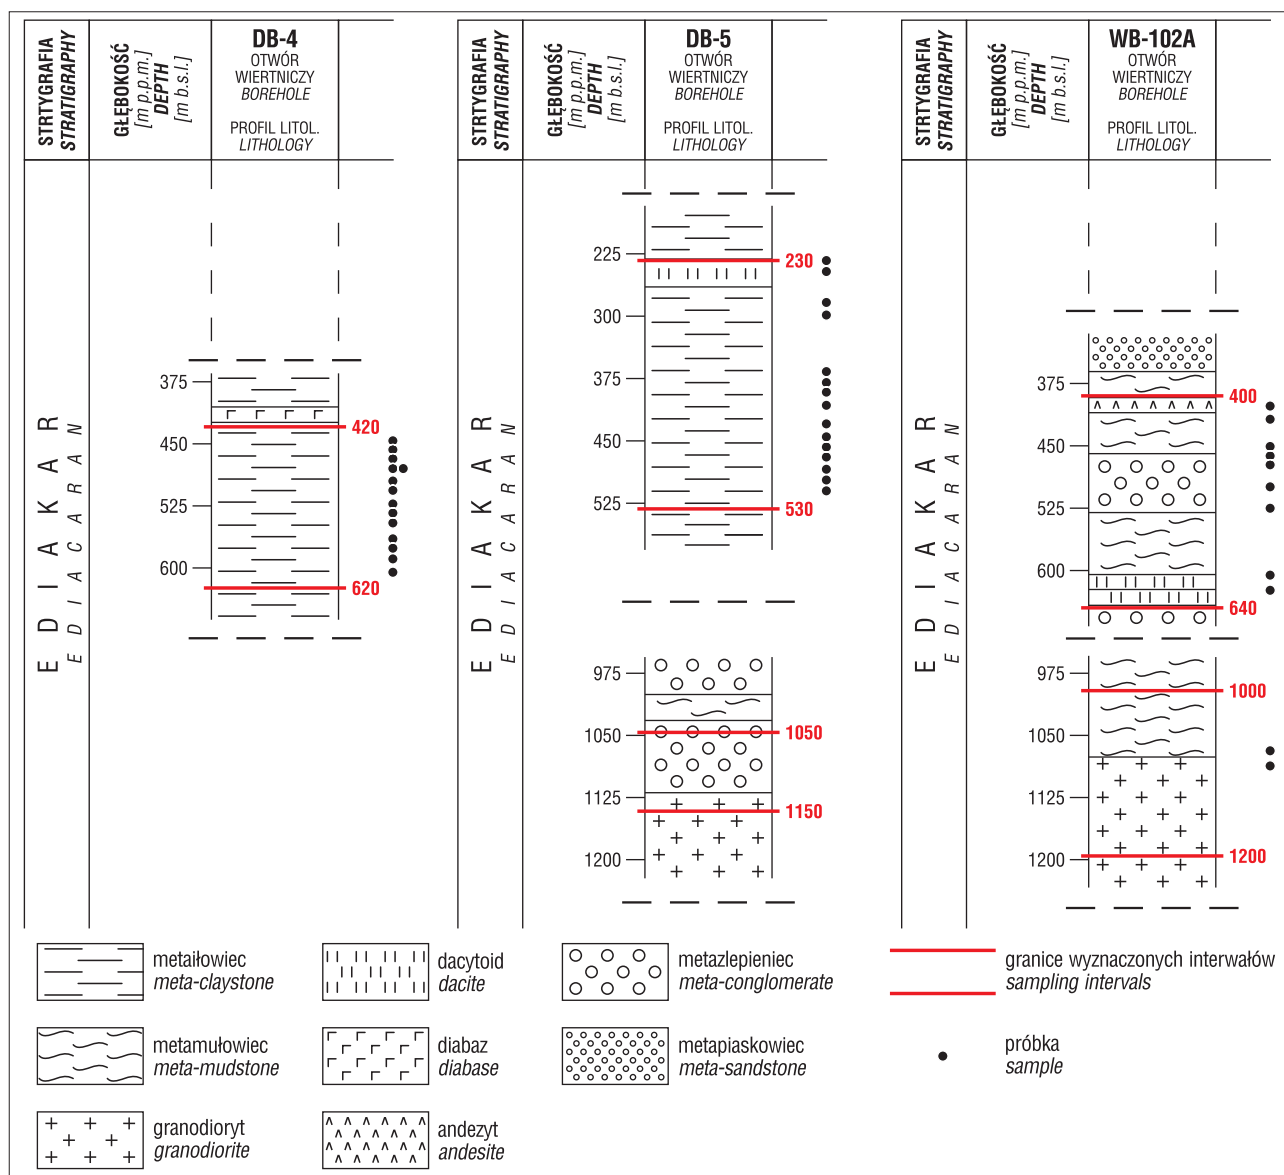 STRTYGRAFIA
STRATIGRAPHY
GŁĘBOKOŚĆ
[m p.p.m.]
DEPTH
[m b.s.l.]
DB-4
OTWÓR
WIERTNICZY
BOREHOLE
PROFIL LITOL.
LITHOLOGY
EDIAKAR
EDIACARAN
375
420
450
525
600
620
STRTYGRAFIA
STRATIGRAPHY
GŁĘBOKOŚĆ
[m p.p.m.]
DEPTH
[m b.s.l.]
DB-5
OTWÓR
WIERTNICZY
BOREHOLE
PROFIL LITOL.
LITHOLOGY
EDIAKAR
EDIACARAN
225
230
300
375
450
525
530
975
1050
1050
1125
1150
1200
STRTYGRAFIA
STRATIGRAPHY
GŁĘBOKOŚĆ
[m p.p.m.]
DEPTH
[m b.s.l.]
WB-102A
OTWÓR
WIERTNICZY
BOREHOLE
PROFIL LITOL.
LITHOLOGY
EDIAKAR
EDIACARAN
375
400
450
525
600
640
975
1000
1050
1125
1200
1200
metaiłowiec
meta-claystone
dacytoid
dacite
metazlepieniec
meta-conglomerate
granice wyznaczonych interwałów
sampling intervals
metamułowiec
meta-mudstone
diabaz
diabase
metapiaskowiec
meta-sandstone
próbka
sample
granodioryt
granodiorite
andezyt
andesite